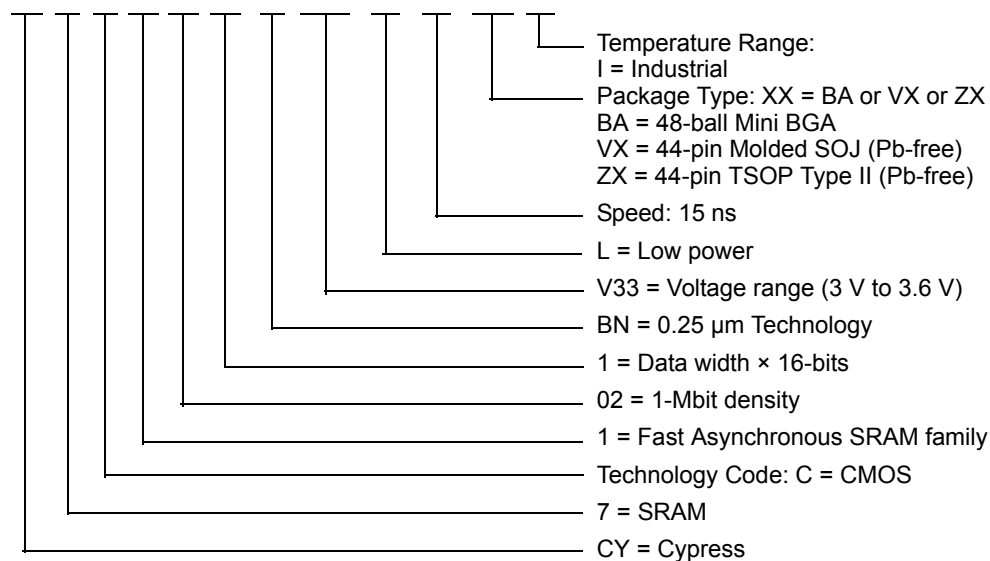 Temperature Range:
I = Industrial
Package Type: XX = BA or VX or ZX
BA = 48-ball Mini BGA
VX = 44-pin Molded SOJ (Pb-free)
ZX = 44-pin TSOP Type II (Pb-free)
Speed: 15 ns
L = Low power
V33 = Voltage range (3 V to 3.6 V)
BN = 0.25 µm Technology
1 = Data width × 16-bits
02 = 1-Mbit density
1 = Fast Asynchronous SRAM family
Technology Code: C = CMOS
7 = SRAM
CY = Cypress